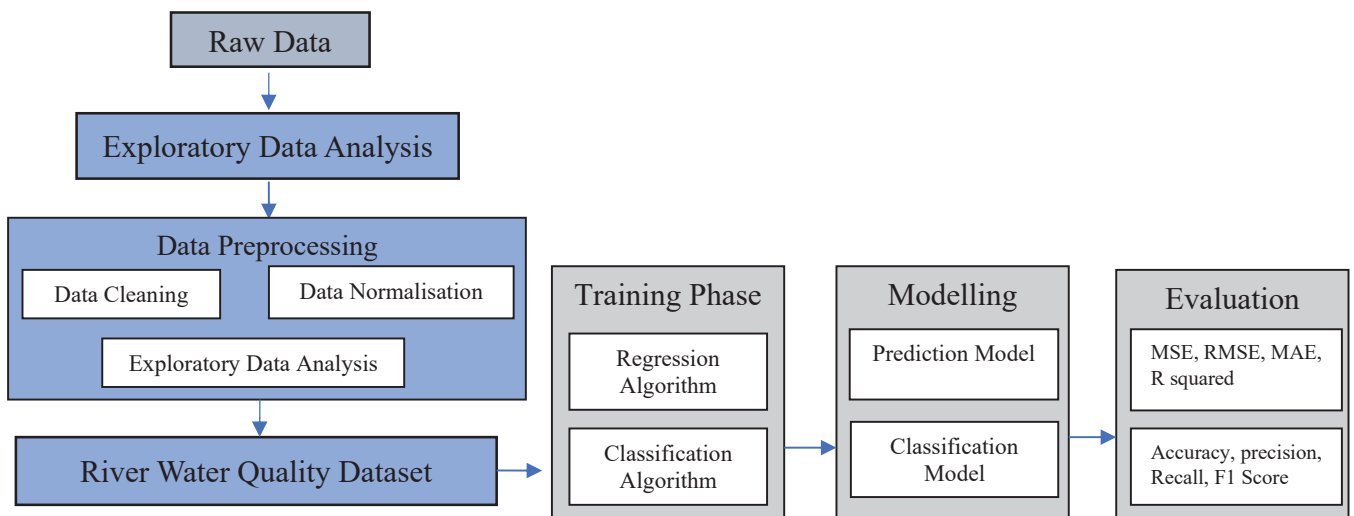 Raw Data
Exploratory Data Analysis
Data Preprocessing
Data Cleaning
Data Normalisation
Exploratory Data Analysis
River Water Quality Dataset
Training Phase
Regression
Algorithm
Classification
Algorithm
Modelling
Prediction Model
Classification
Model
Evaluation
MSE, RMSE, MAE,
R squared
Accuracy, precision,
Recall, F1 Score